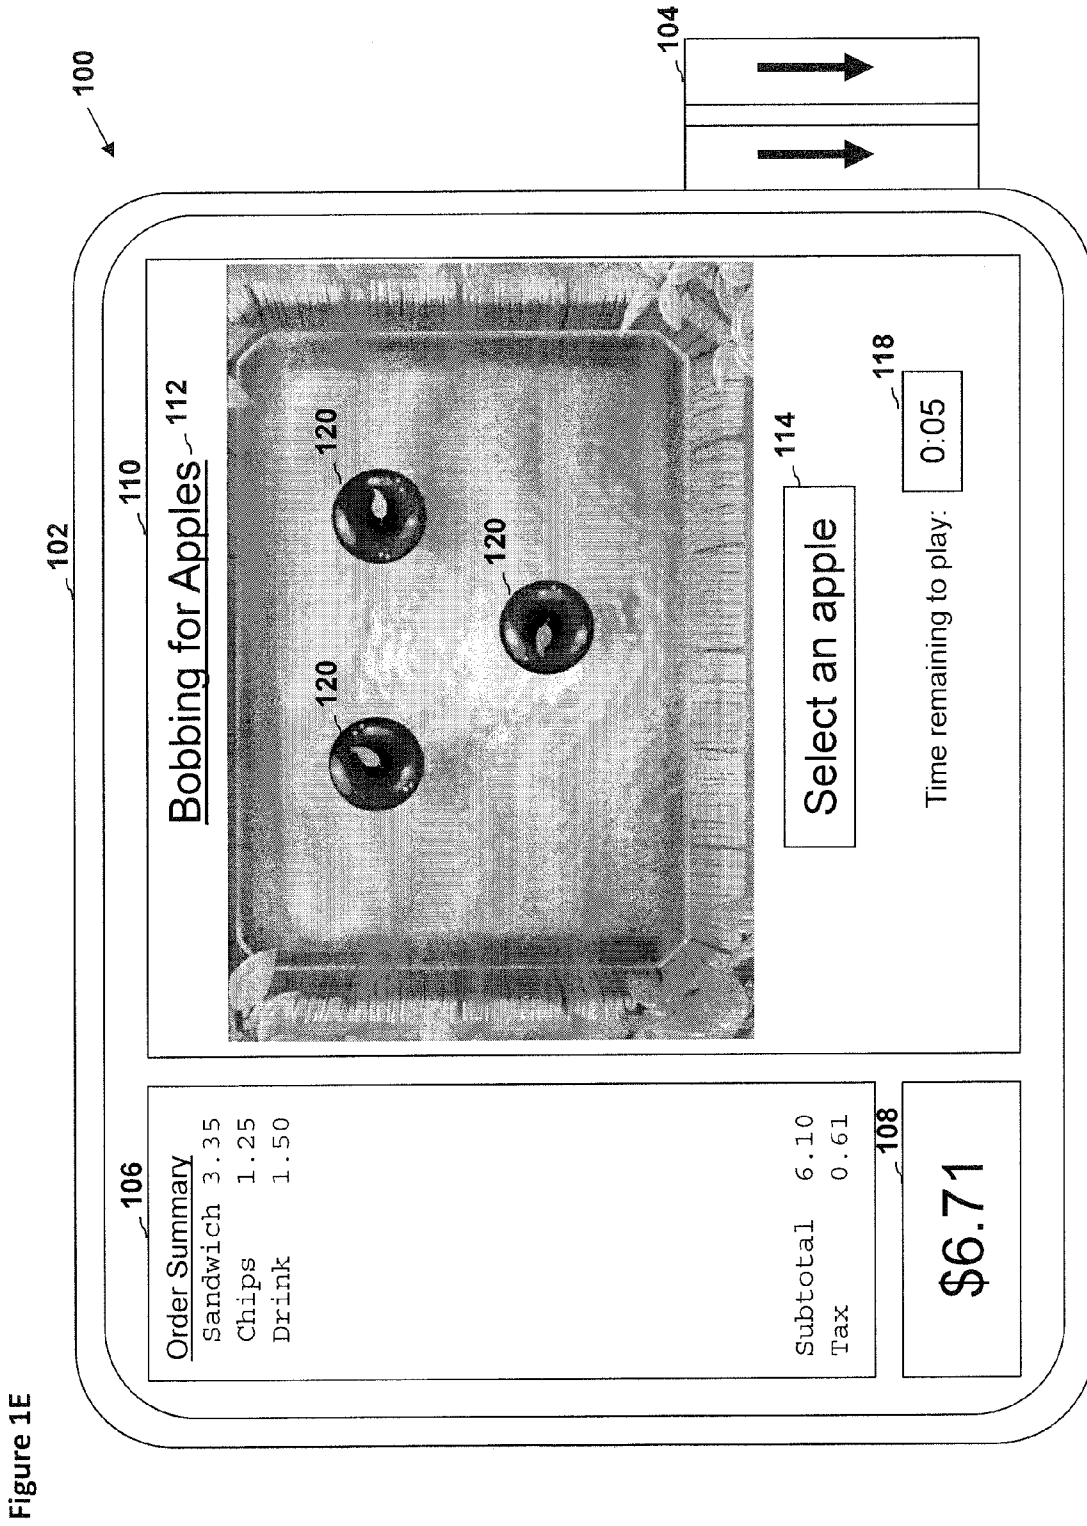 Figure 1E
100
102
104
106
Order Summary
Sandwich 3.35
Chips 1.25
Drink 1.50
Subtotal 6.10
Tax 0.61
108
$6.71
110
Bobbing for Apples
112
120
120
120
Select an apple
114
Time remaining to play: 0:05
118